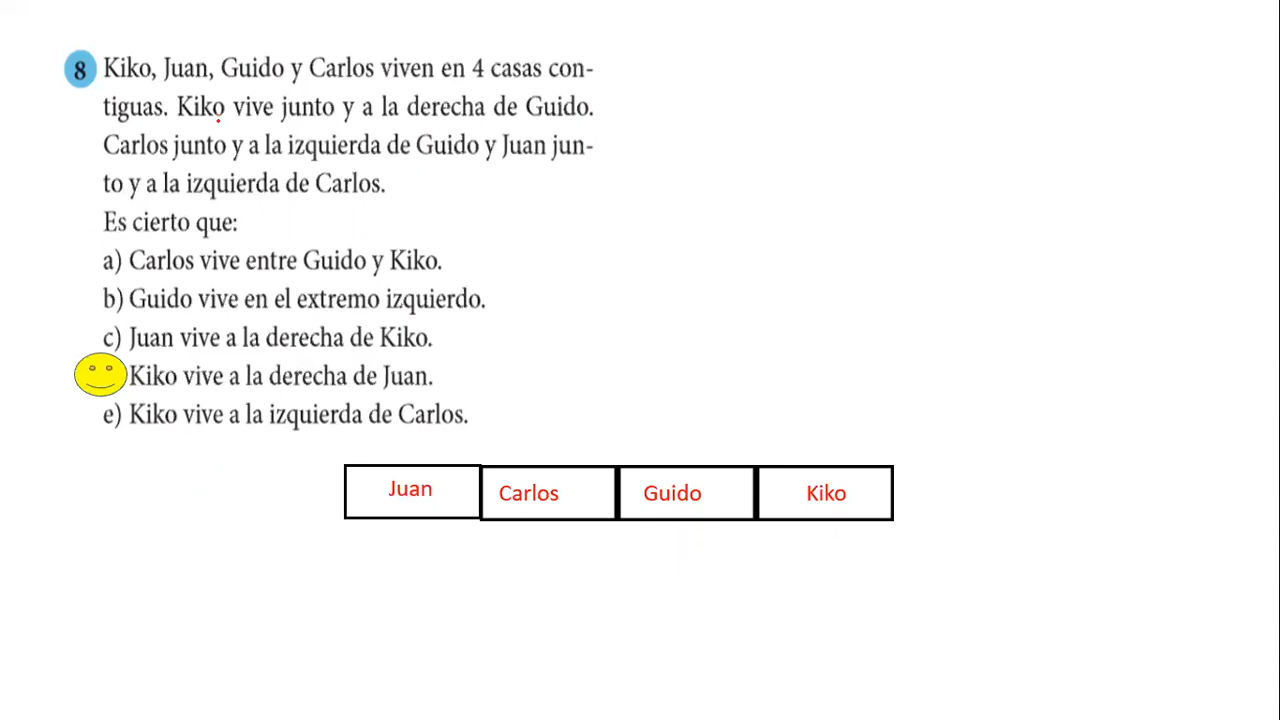 8 Kiko, Juan, Guido y Carlos viven en 4 casas con-
tiguas. Kiko vive junto y a la derecha de Guido.
Carlos junto y a la izquierda de Guido y Juan jun-
to y a la izquierda de Carlos.
Es cierto que:
a) Carlos vive entre Guido y Kiko.
b) Guido vive en el extremo izquierdo.
c) Juan vive a la derecha de Kiko.
Kiko vive a la derecha de Juan.
e) Kiko vive a la izquierda de Carlos.
Juan Carlos Guido Kiko